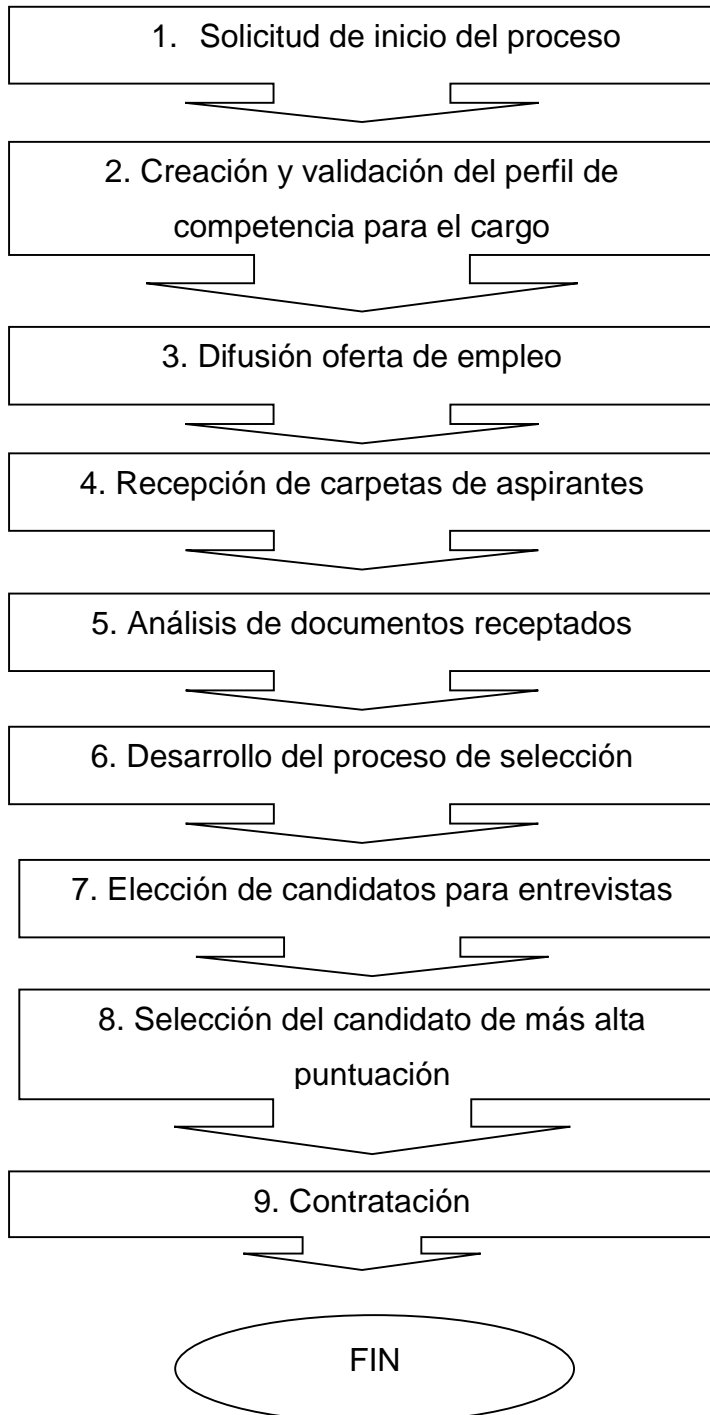 1. Solicitud de inicio del proceso
2. Creación y validación del perfil de
competencia para el cargo
3. Difusión oferta de empleo
4. Recepción de carpetas de aspirantes
5. Análisis de documentos receptados
6. Desarrollo del proceso de selección
7. Elección de candidatos para entrevistas
8. Selección del candidato de más alta
puntuación
9. Contratación
FIN